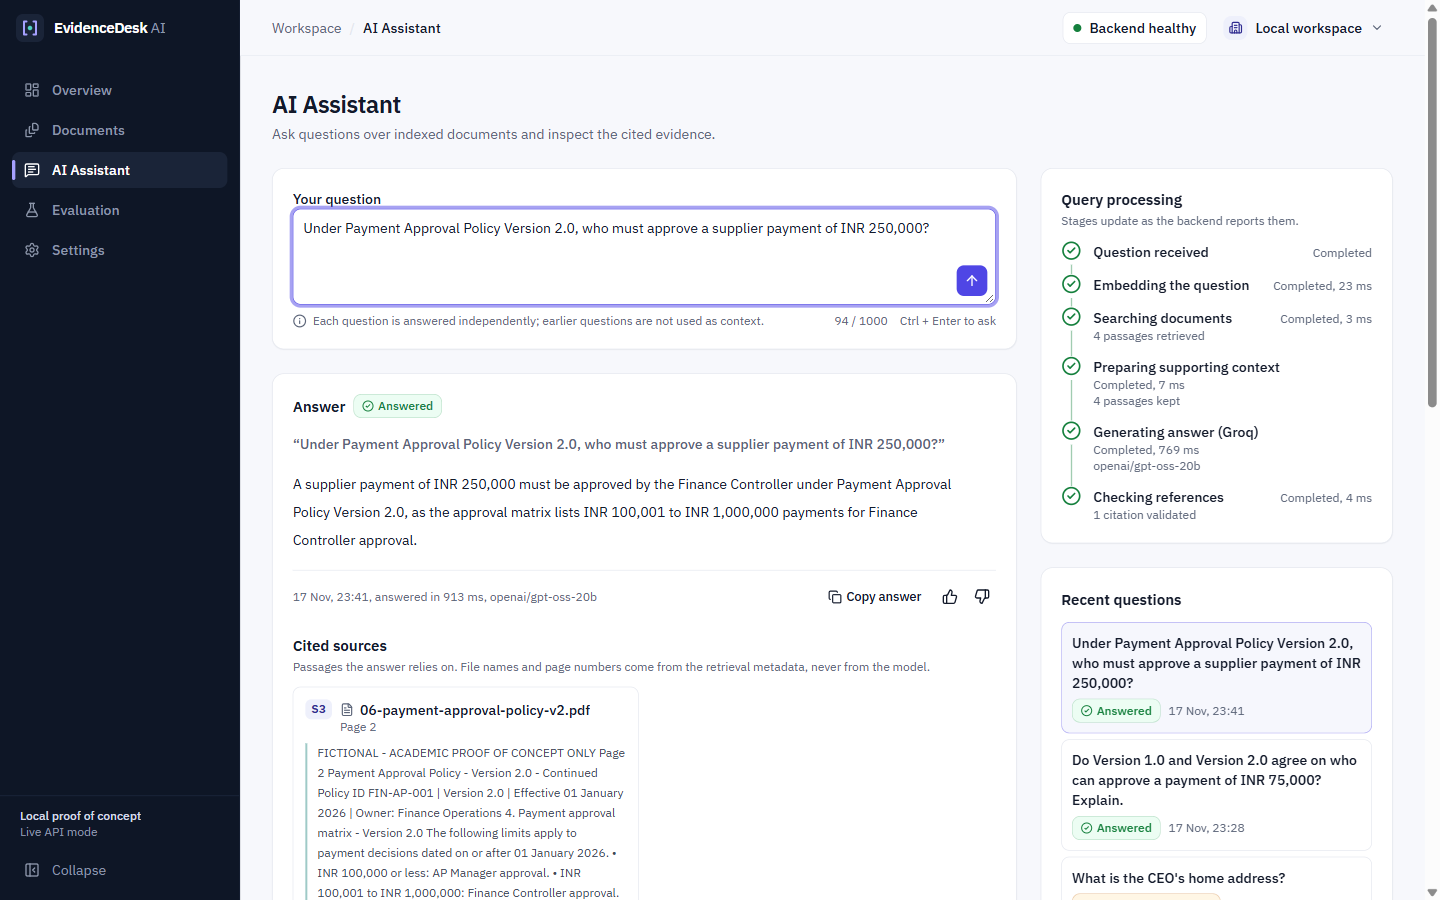 EvidenceDesk AI
Overview
Documents
AI Assistant
Evaluation
Settings
Local proof of concept
Live API mode
Collapse
Workspace / AI Assistant
Backend healthy
Local workspace
AI Assistant
Ask questions over indexed documents and inspect the cited evidence.
Your question
Under Payment Approval Policy Version 2.0, who must approve a supplier payment of INR 250,000?
Each question is answered independently; earlier questions are not used as context.
94 / 1000
Ctrl + Enter to ask
Answer
Answered
“Under Payment Approval Policy Version 2.0, who must approve a supplier payment of INR 250,000?”
A supplier payment of INR 250,000 must be approved by the Finance Controller under Payment Approval
Policy Version 2.0, as the approval matrix lists INR 100,001 to INR 1,000,000 payments for Finance
Controller approval.
17 Nov, 23:41, answered in 913 ms, openai/gpt-oss-20b
Copy answer
Cited sources
Passages the answer relies on. File names and page numbers come from the retrieval metadata, never from the model.
S3
06-payment-approval-policy-v2.pdf
Page 2
FICTIONAL - ACADEMIC PROOF OF CONCEPT ONLY Page
2 Payment Approval Policy - Version 2.0 - Continued
Policy ID FIN-AP-001 | Version 2.0 | Effective 01 January
2026 | Owner: Finance Operations 4. Payment approval
matrix - Version 2.0 The following limits apply to
payment decisions dated on or after 01 January 2026. •
INR 100,000 or less: AP Manager approval. • INR
100,001 to INR 1,000,000: Finance Controller approval.
Query processing
Stages update as the backend reports them.
Question received
Completed
Embedding the question
Completed, 23 ms
Searching documents
Completed, 3 ms
4 passages retrieved
Preparing supporting context
Completed, 7 ms
4 passages kept
Generating answer (Groq)
Completed, 769 ms
openai/gpt-oss-20b
Checking references
Completed, 4 ms
1 citation validated
Recent questions
Under Payment Approval Policy Version 2.0,
who must approve a supplier payment of INR
250,000?
Answered
17 Nov, 23:41
Do Version 1.0 and Version 2.0 agree on who
can approve a payment of INR 75,000?
Explain.
Answered
17 Nov, 23:28
What is the CEO's home address?